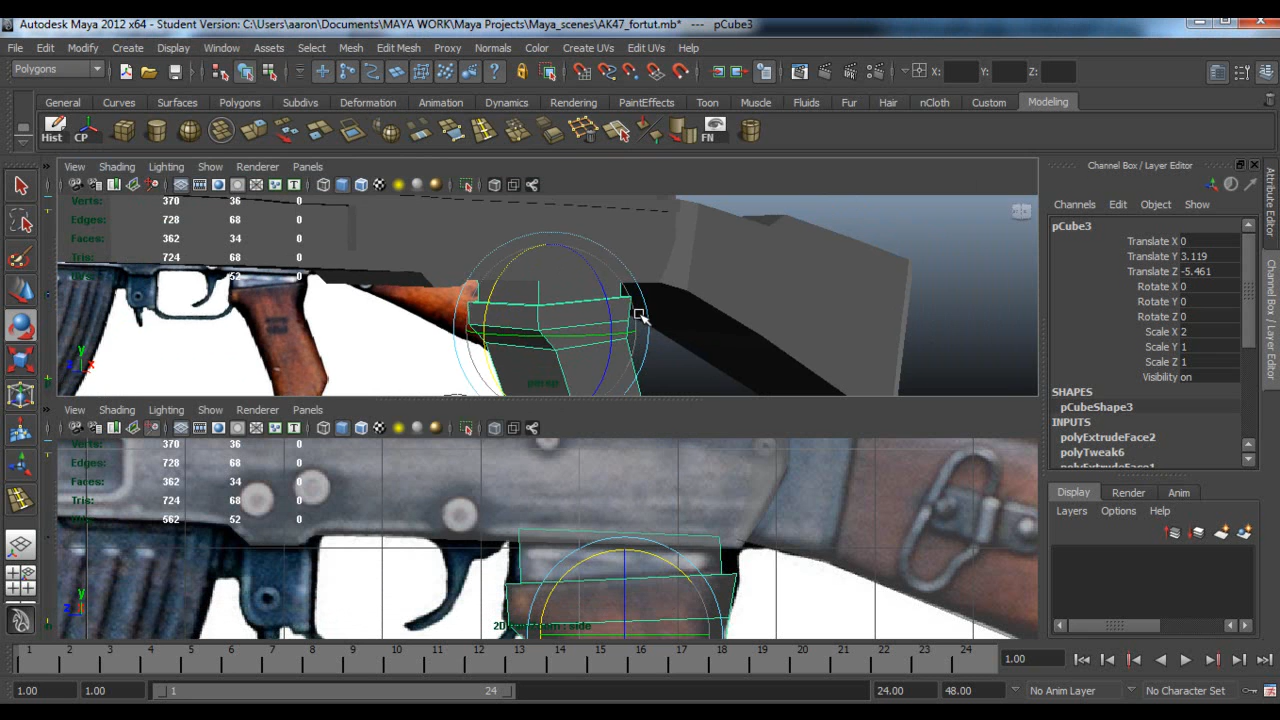 Autodesk Maya 2012 x64 - Student Version: C:\Users\aaron\Documents\MAYA WORK\Maya Projects\Maya_scenes\AK47_fortut.mb* --- pCube3
File Edit Modify Create Display Window Assets Select Mesh Edit Mesh Proxy Normals Color Create UVs Edit UVs Help
Polygons X: Y: Z:
General Curves Surfaces Polygons Subdivs Deformation Animation Dynamics Rendering PaintEffects Toon Muscle Fluids Fur Hair nCloth Custom Modeling
Hist CP FN
View Shading Lighting Show Renderer Panels
Verts: 370 36 0
Edges: 728 68 0
Faces: 362 34 0
Tris: 724 68 0
52 0
persp
View Shading Lighting Show Renderer Panels
Verts: 370 36 0
Edges: 728 68 0
Faces: 362 34 0
Tris: 724 68 0
562 52 0
side
Channel Box / Layer Editor
Channels Edit Object Show
pCube3
Translate X 0
Translate Y 3.119
Translate Z -5.461
Rotate X 0
Rotate Y 0
Rotate Z 0
Scale X 2
Scale Y 1
Scale Z 1
Visibility on
SHAPES
pCubeShape3
INPUTS
polyExtrudeFace2
polyTweak6
polyExtrudeFace1
Display Render Anim
Layers Options Help
Attribute Editor
Channel Box / Layer Editor
1 2 3 4 5 6 7 8 9 10 11 12 13 14 15 16 17 18 19 20 21 22 23 24 1.00
1.00 1.00 1 24 24.00 48.00 No Anim Layer No Character Set